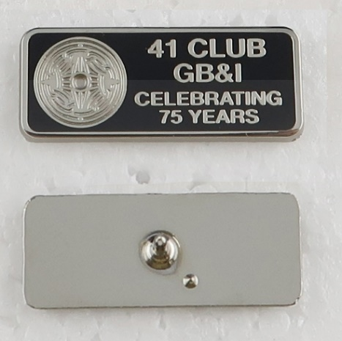 41 CLUB
GB&I
CELEBRATING
75 YEARS